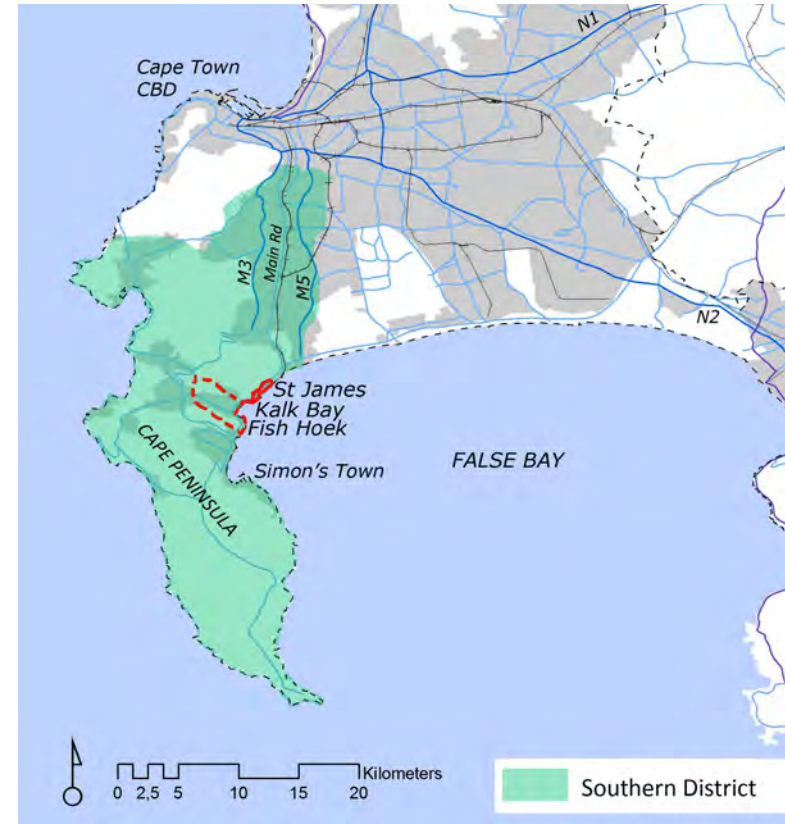 N1
Cape Town
CBD
M3
Main Rd
M5
N2
St James
Kalk Bay
Fish Hoek
CAPE PENINSULA
Simon's Town
FALSE BAY
Kilometers
0 2,5 5 10 15 20
Southern District